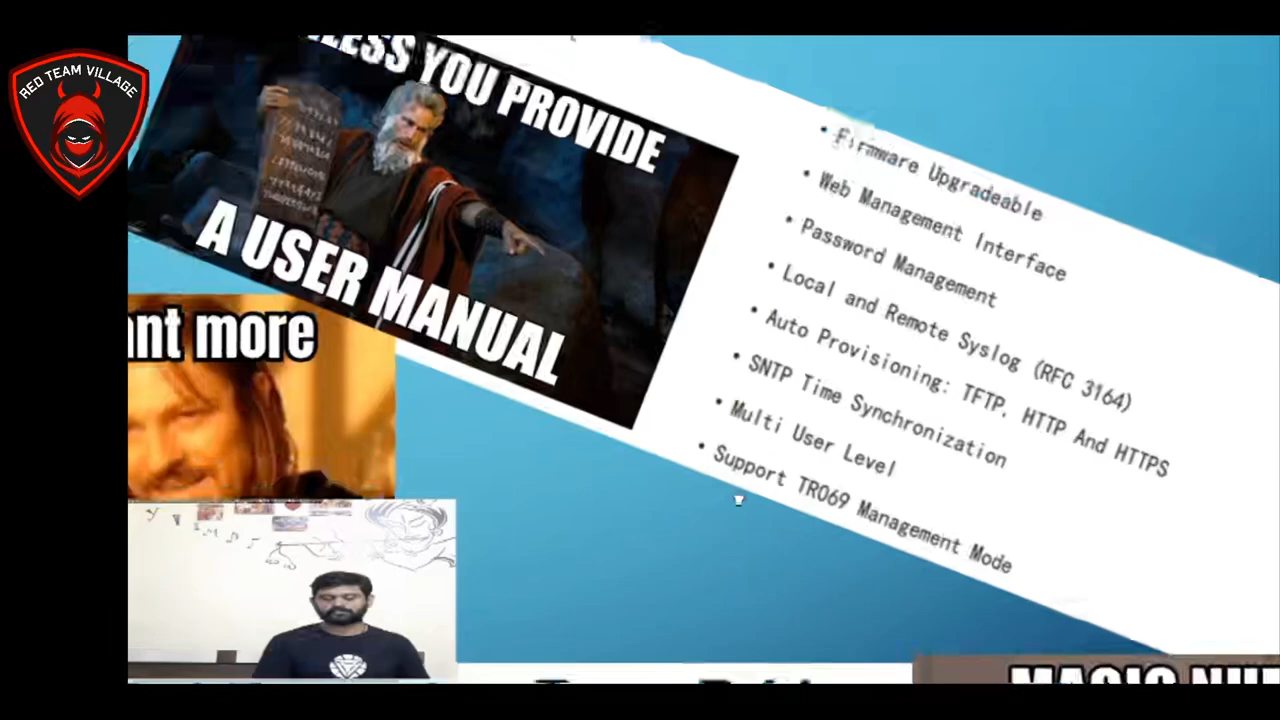 RED TEAM VILLAGE
YOU PROVIDE
A USER MANUAL
• Firmware Upgradeable
• Web Management Interface
• Password Management
• Local and Remote Syslog (RFC 3164)
• Auto Provisioning: TFTP, HTTP And HTTPS
• SNTP Time Synchronization
• Multi User Level
• Support TR069 Management Mode
more